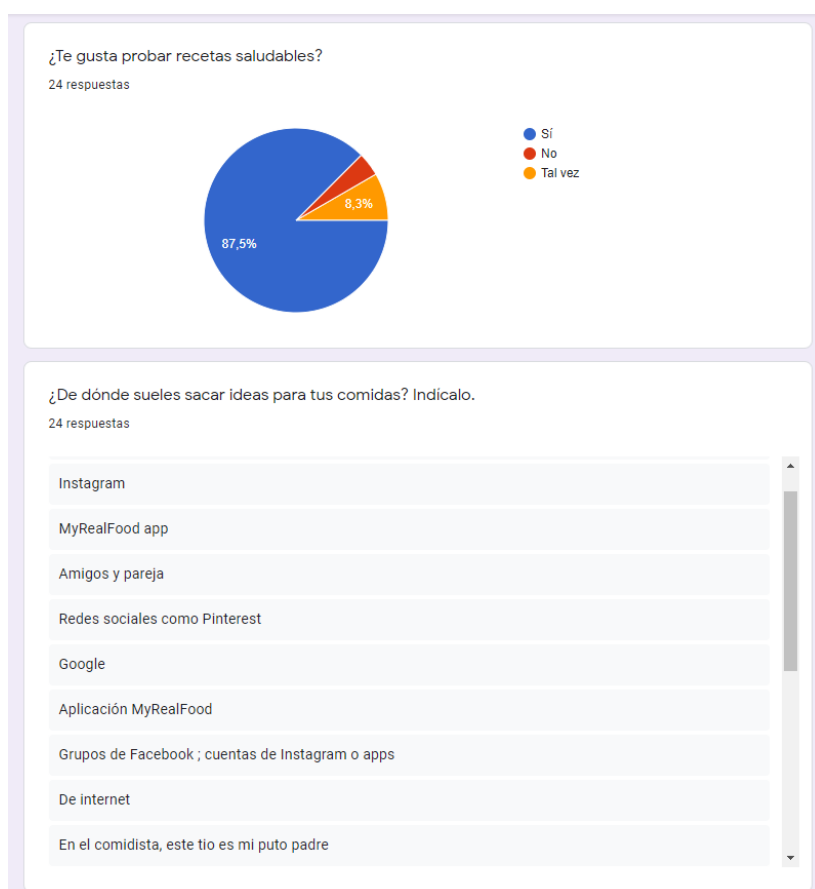 ¿Te gusta probar recetas saludables?
24 respuestas
Sí
No
Tal vez
8,3%
87,5%
¿De dónde sueles sacar ideas para tus comidas? Indícalo.
24 respuestas
Instagram
MyRealFood app
Amigos y pareja
Redes sociales como Pinterest
Google
Aplicación MyRealFood
Grupos de Facebook ; cuentas de Instagram o apps
De internet
En el comidista, este tio es mi puto padre